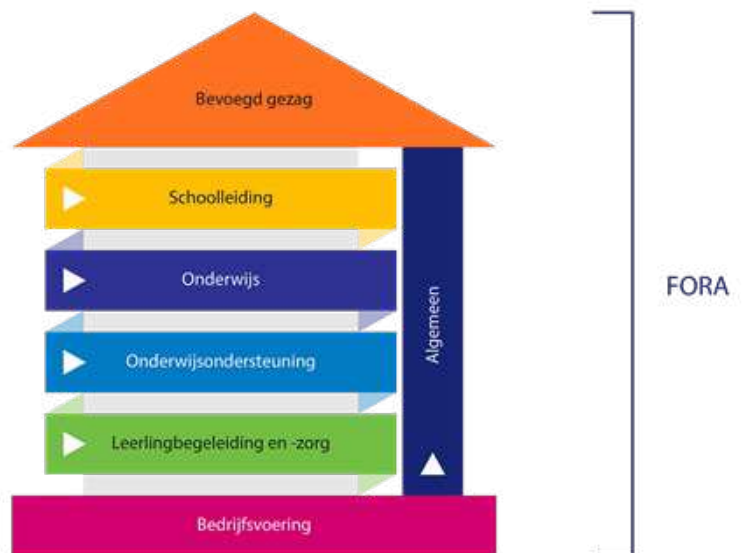 Bevoegd gezag
Schoolleiding
Onderwijs
Onderwijsondersteuning
Leerlingbegeleiding en -zorg
Algemeen
Bedrijfsvoering
FORA